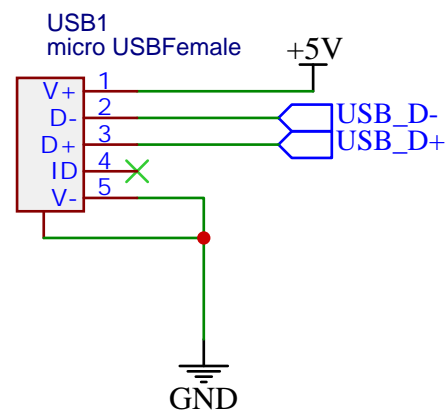 USB1
micro USBFemale
+5V
V+ 1
D- 2 USB_D-
D+ 3 USB_D+
ID 4
V- 5
GND